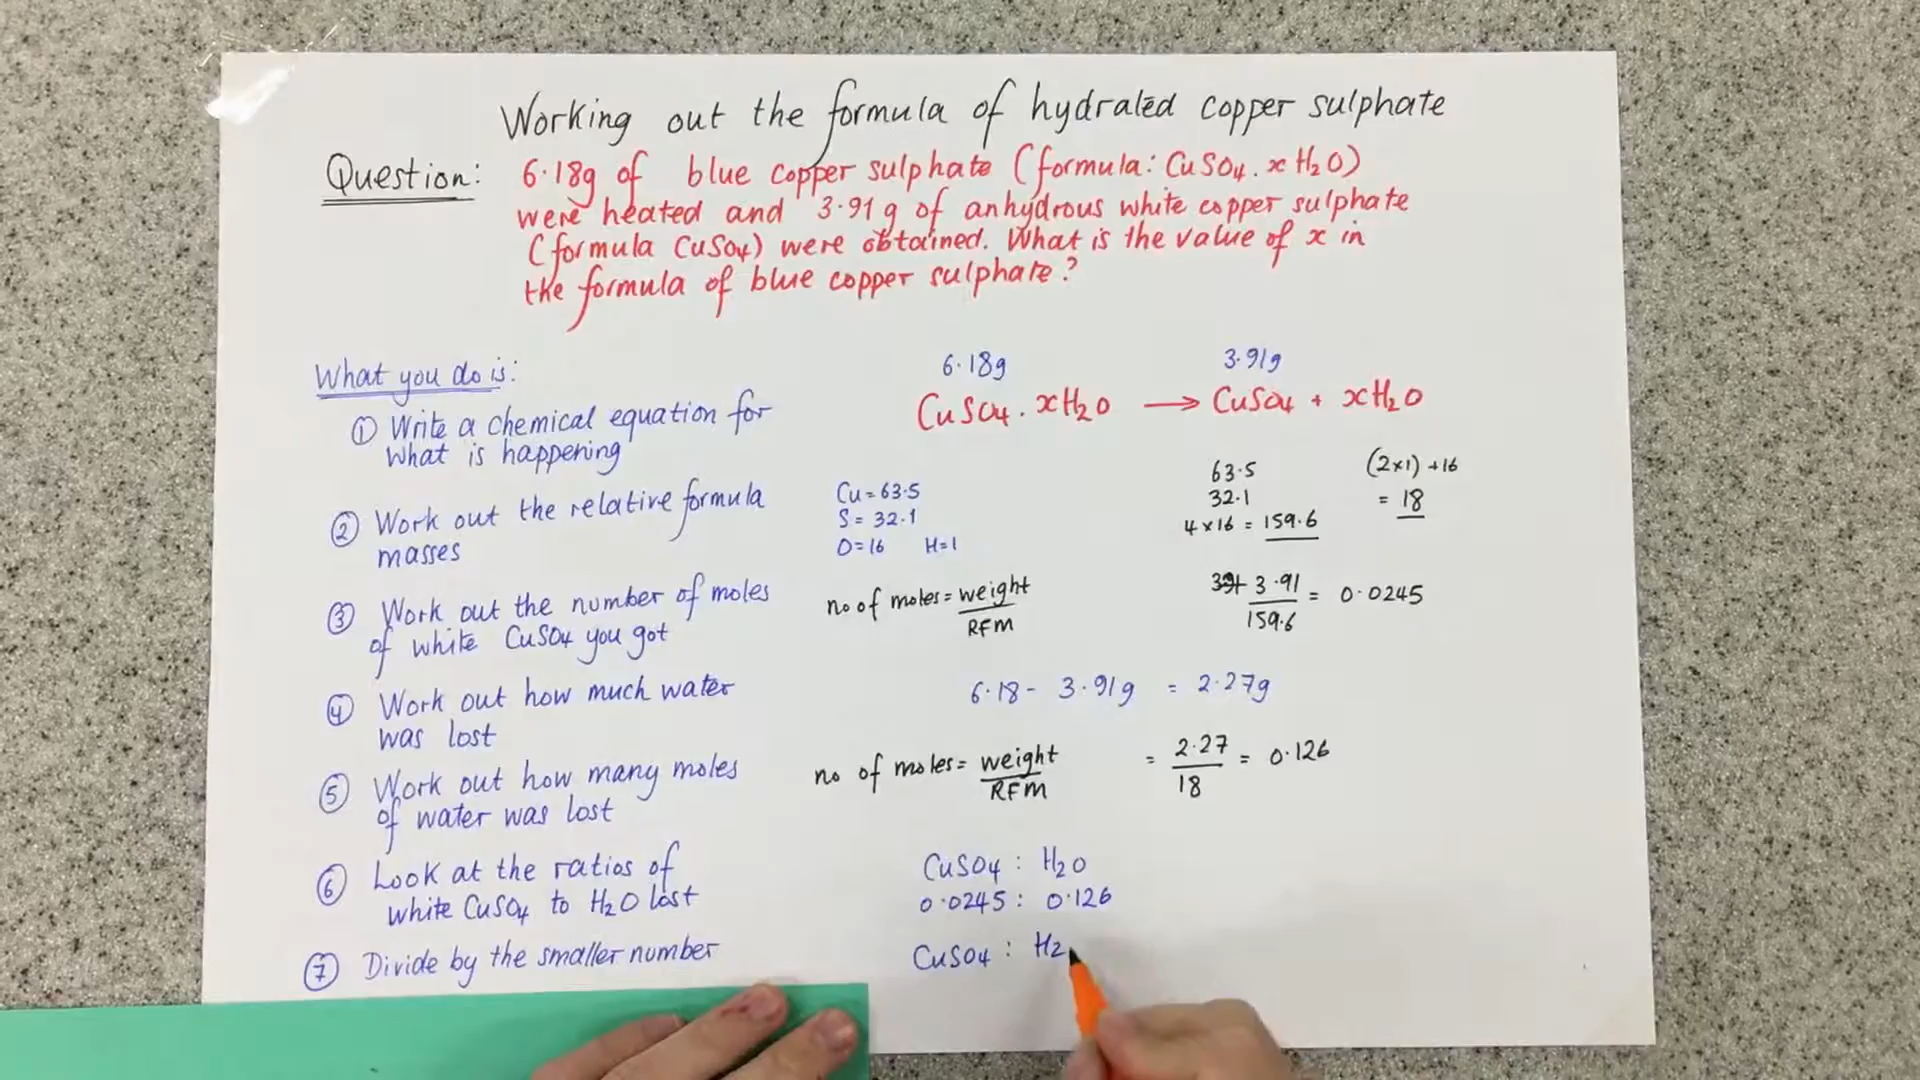 Working out the formula of hydrated copper sulphate
Question: 6.18g of blue copper sulphate (formula: CuSO4.xH2O)
were heated and 3.91g of anhydrous white copper sulphate
(formula CuSO4) were obtained. What is the value of x in
the formula of blue copper sulphate?
What you do is:
① Write a chemical equation for
what is happening
6.18g 3.91g
CuSO4.xH2O → CuSO4 + xH2O
② Work out the relative formula
masses
Cu = 63.5
S = 32.1
O = 16 H = 1
63.5
32.1
4 x 16 = 159.6
(2x1) + 16
= 18
③ Work out the number of moles
of white CuSO4 you got
no of moles = weight
RFM
3.91
159.6
= 0.0245
④ Work out how much water
was lost
6.18 - 3.91g = 2.27g
⑤ Work out how many moles
of water was lost
no of moles = weight
RFM
= 2.27
18
= 0.126
⑥ Look at the ratios of
white CuSO4 to H2O lost
CuSO4 : H2O
0.0245 : 0.126
⑦ Divide by the smaller number
CuSO4 : H2